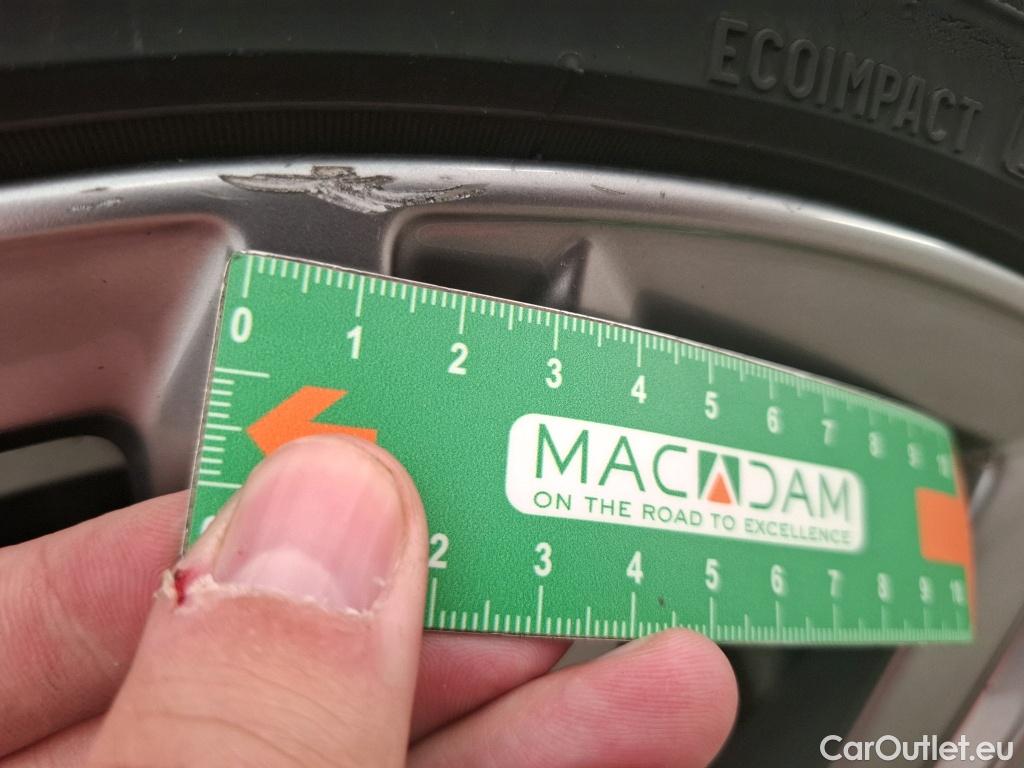 ECOIMPACT
0 1 2 3 4 5 6 7 8 9 10
MACADAM
ON THE ROAD TO EXCELLENCE
2 3 4 5 6 7 8 9 10
CarOutlet.eu